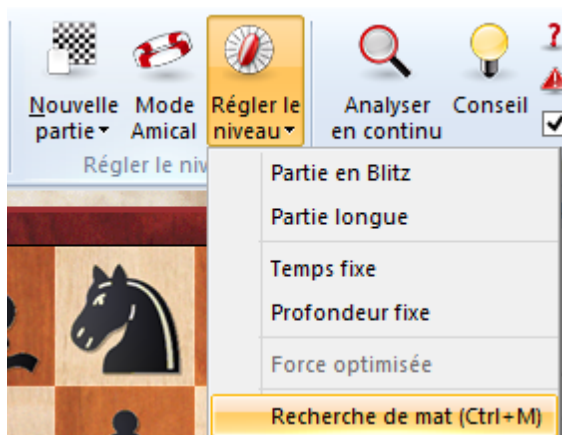 Nouvelle partie
Mode Amical
Régler le niveau
Analyser en continu
Conseil
?
Régler le niv
Partie en Blitz
Partie longue
Temps fixe
Profondeur fixe
Force optimisée
Recherche de mat (Ctrl+M)